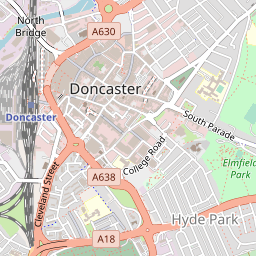 North
Bridge
A630
Doncaster
Doncaster
South Parade
College Road
Elmfield
Park
Cleveland Street
A638
Hyde Park
A18